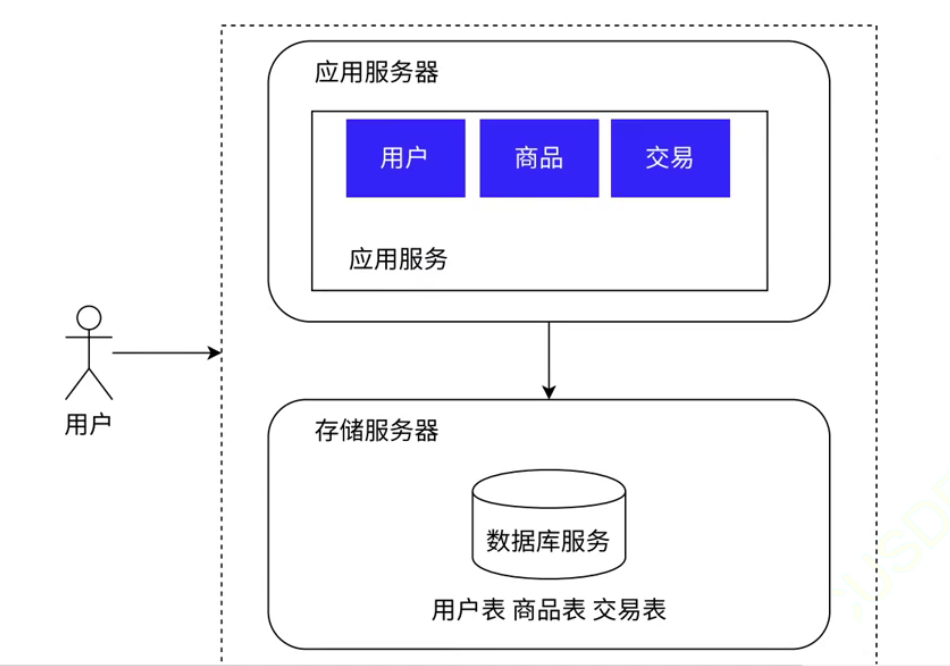 应用服务器
用户 商品 交易
应用服务
用户
存储服务器
数据库服务
用户表 商品表 交易表